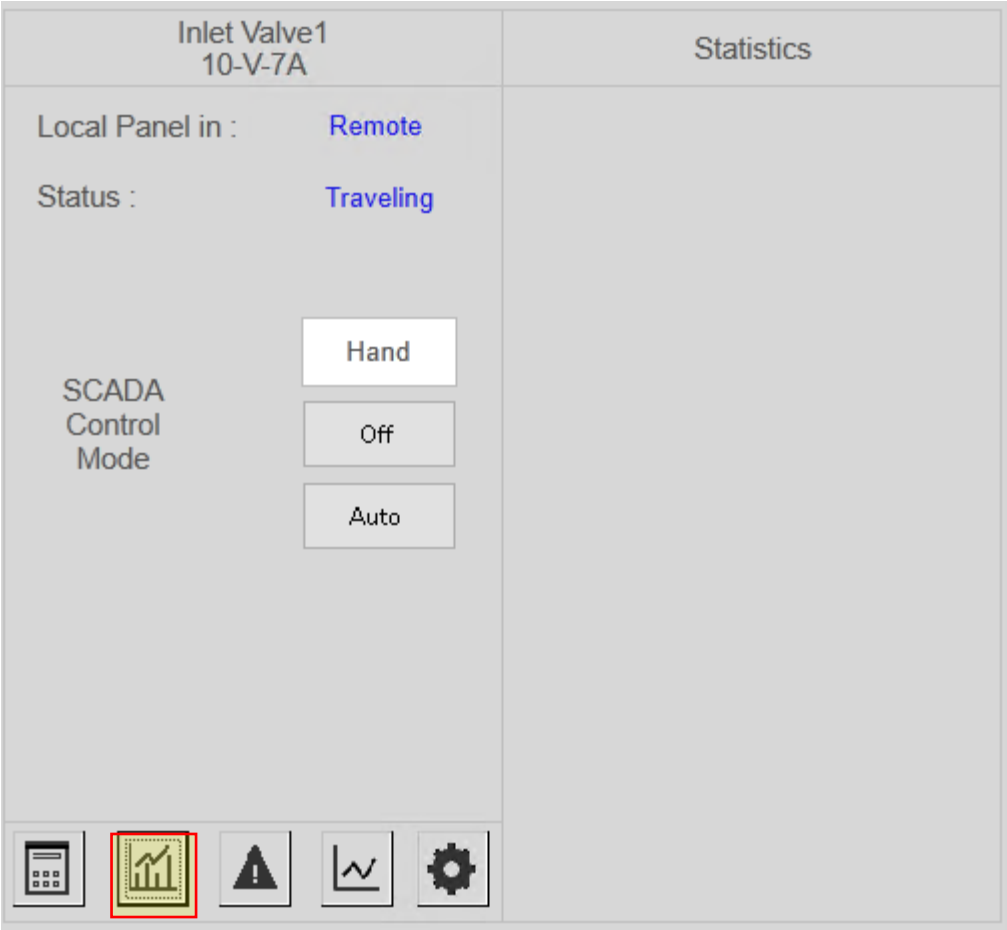 Inlet Valve1
10-V-7A
Statistics
Local Panel in : Remote
Status : Traveling
SCADA
Control
Mode
Hand
Off
Auto